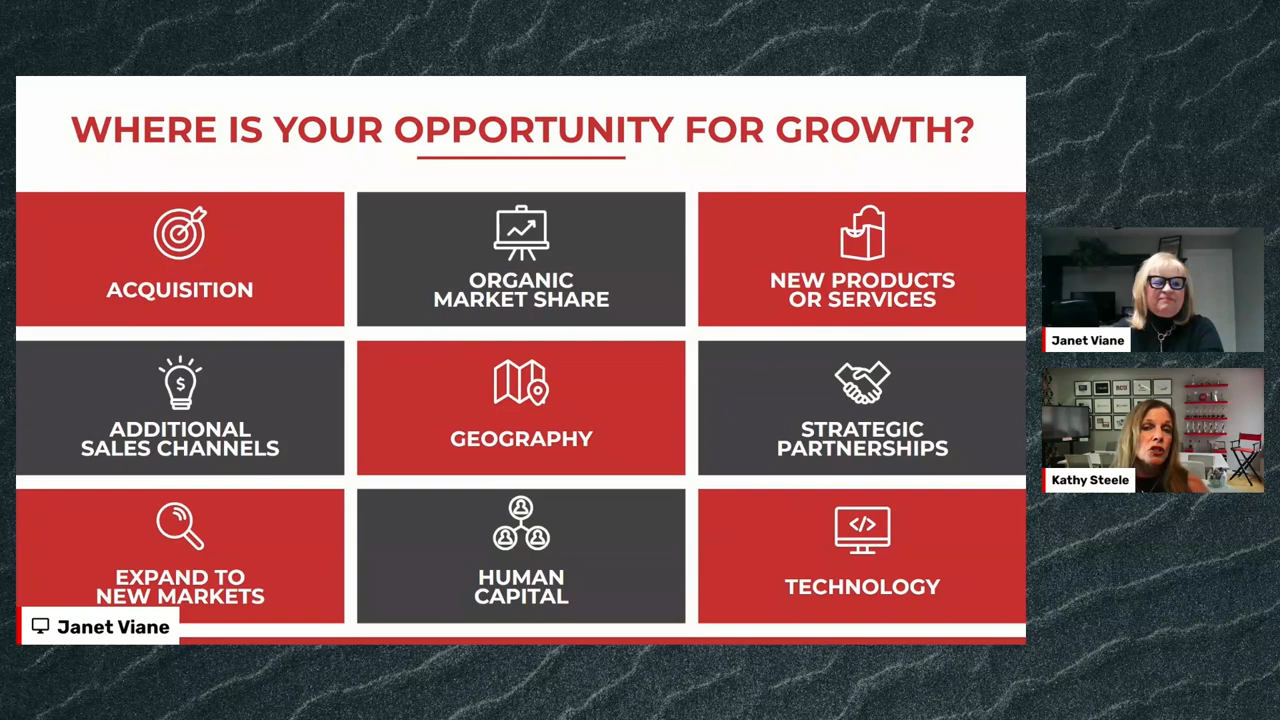 WHERE IS YOUR OPPORTUNITY FOR GROWTH?
ACQUISITION
ORGANIC
MARKET SHARE
NEW PRODUCTS
OR SERVICES
$
ADDITIONAL
SALES CHANNELS
GEOGRAPHY
STRATEGIC
PARTNERSHIPS
EXPAND TO
NEW MARKETS
HUMAN
CAPITAL
</>
TECHNOLOGY
Janet Viane
Janet Viane
Kathy Steele